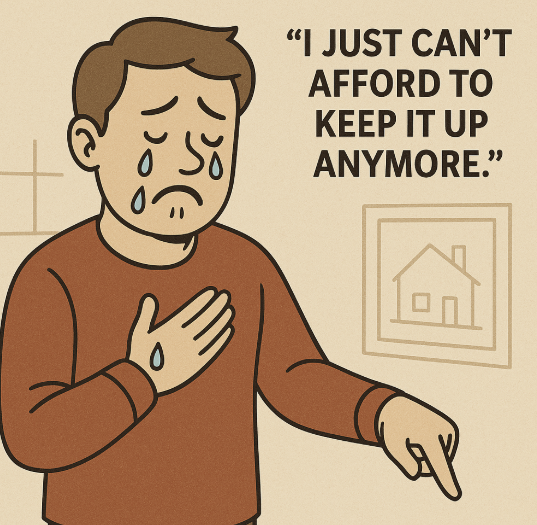 “I JUST CAN’T
AFFORD TO
KEEP IT UP
ANYMORE.”